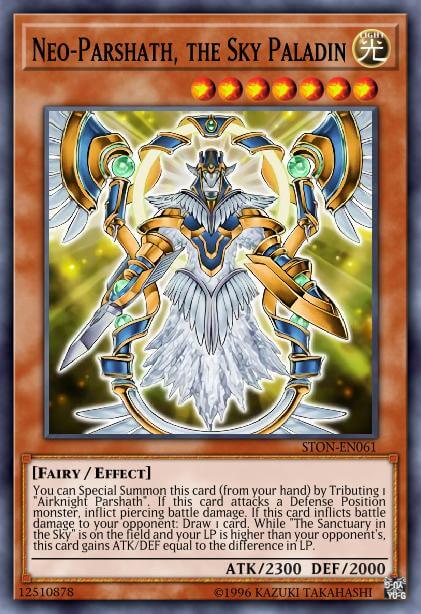 NEO-PARSHATH, THE SKY PALADIN
LIGHT
光
STON-EN061
[FAIRY / EFFECT]
You can Special Summon this card (from your hand) by Tributing 1
"Airknight Parshath". If this card attacks a Defense Position
monster, inflict piercing battle damage. If this card inflicts battle
damage to your opponent: Draw 1 card. While "The Sanctuary in
the Sky" is on the field and your LP is higher than your opponent's,
this card gains ATK/DEF equal to the difference in LP.
ATK/2300 DEF/2000
12510878
©1996 KAZUKI TAKAHASHI